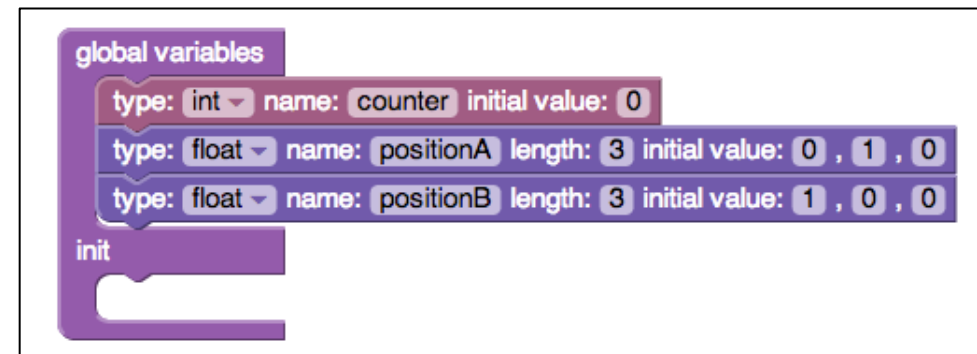 global variables
type: int name: counter initial value: 0
type: float name: positionA length: 3 initial value: 0 , 1 , 0
type: float name: positionB length: 3 initial value: 1 , 0 , 0
init